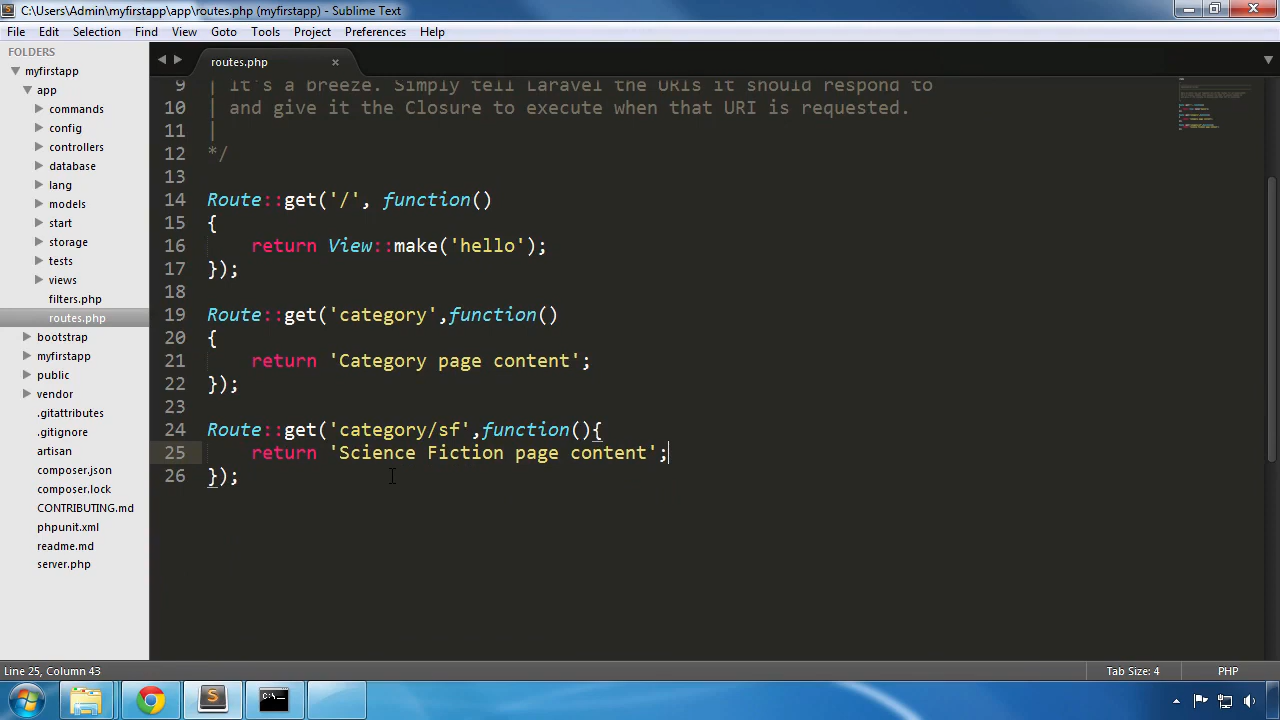 C:\Users\Admin\myfirstapp\app\routes.php (myfirstapp) - Sublime Text
File Edit Selection Find View Goto Tools Project Preferences Help
FOLDERS
myfirstapp
app
commands
config
controllers
database
lang
models
start
storage
tests
views
filters.php
routes.php
bootstrap
myfirstapp
public
vendor
.gitattributes
.gitignore
artisan
composer.json
composer.lock
CONTRIBUTING.md
phpunit.xml
readme.md
server.php
routes.php ×
9 | It's a breeze. Simply tell Laravel the URIs it should respond to
10 | and give it the Closure to execute when that URI is requested.
11 |
12 */
13
14 Route::get('/', function()
15 {
16 return View::make('hello');
17 });
18
19 Route::get('category',function()
20 {
21 return 'Category page content';
22 });
23
24 Route::get('category/sf',function(){
25 return 'Science Fiction page content';
26 });
Line 25, Column 43
Tab Size: 4
PHP